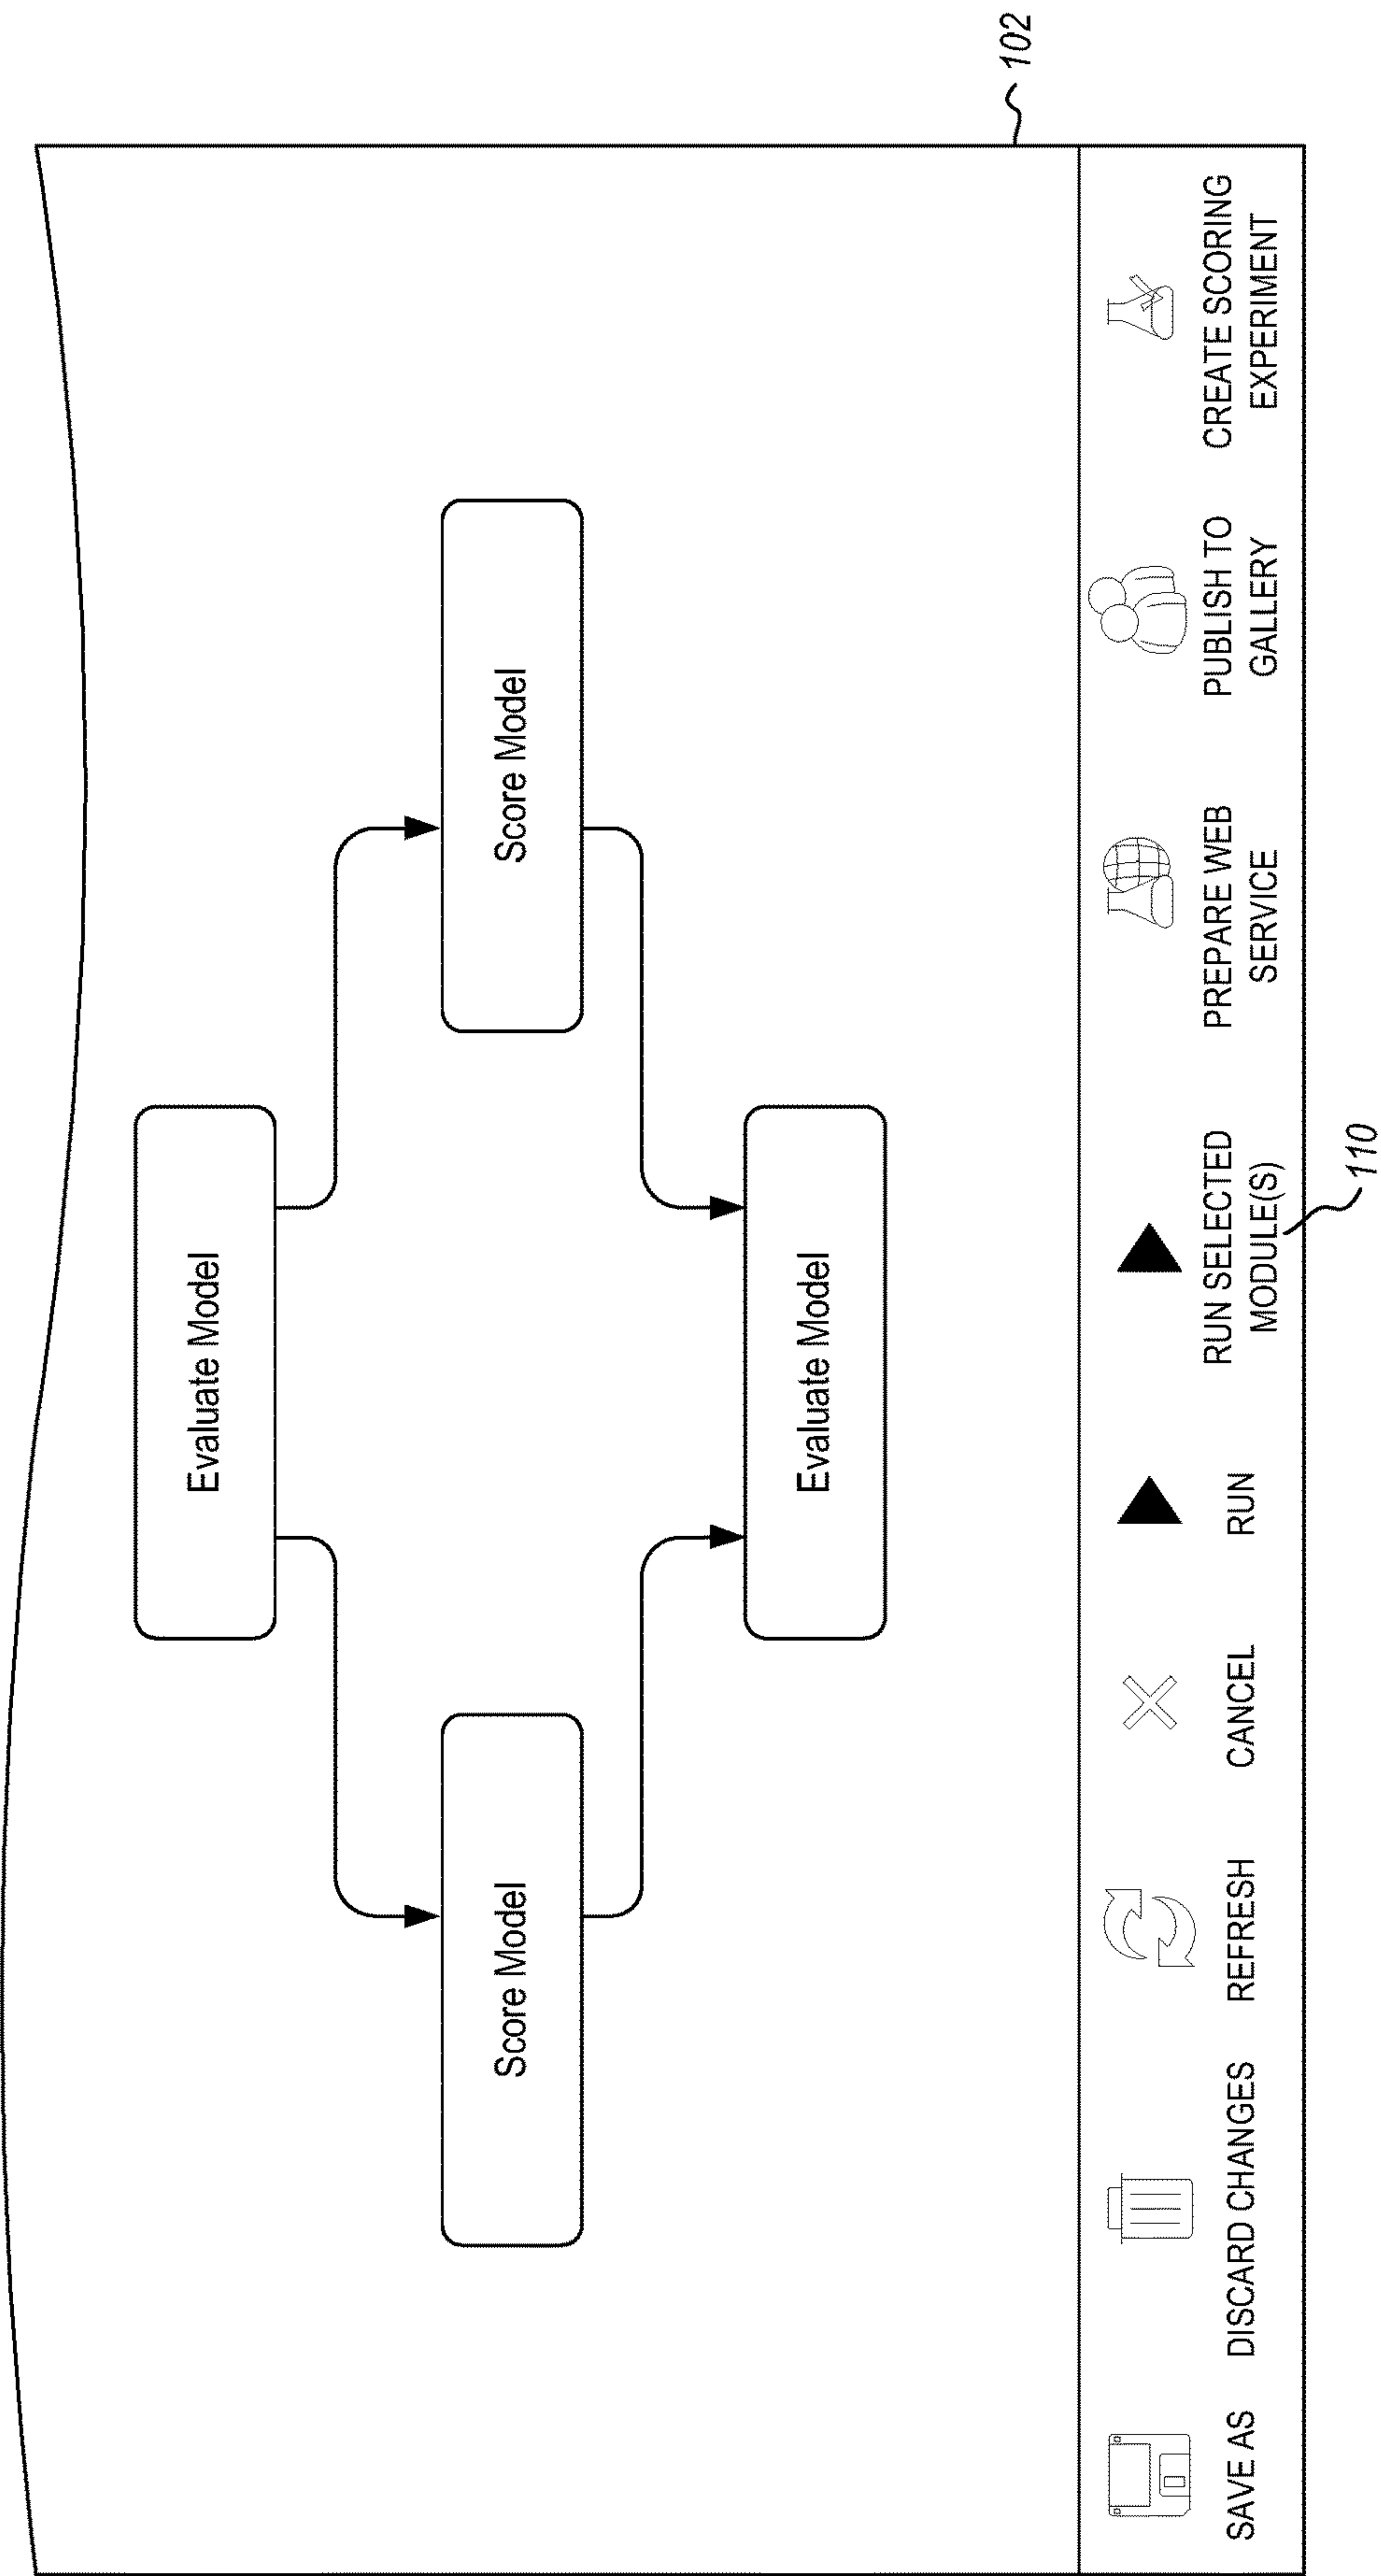 102
Evaluate Model
Score Model
Score Model
Evaluate Model
SAVE AS
DISCARD CHANGES
REFRESH
CANCEL
RUN
RUN SELECTED
MODULE(S)
PREPARE WEB
SERVICE
PUBLISH TO
GALLERY
CREATE SCORING
EXPERIMENT
110